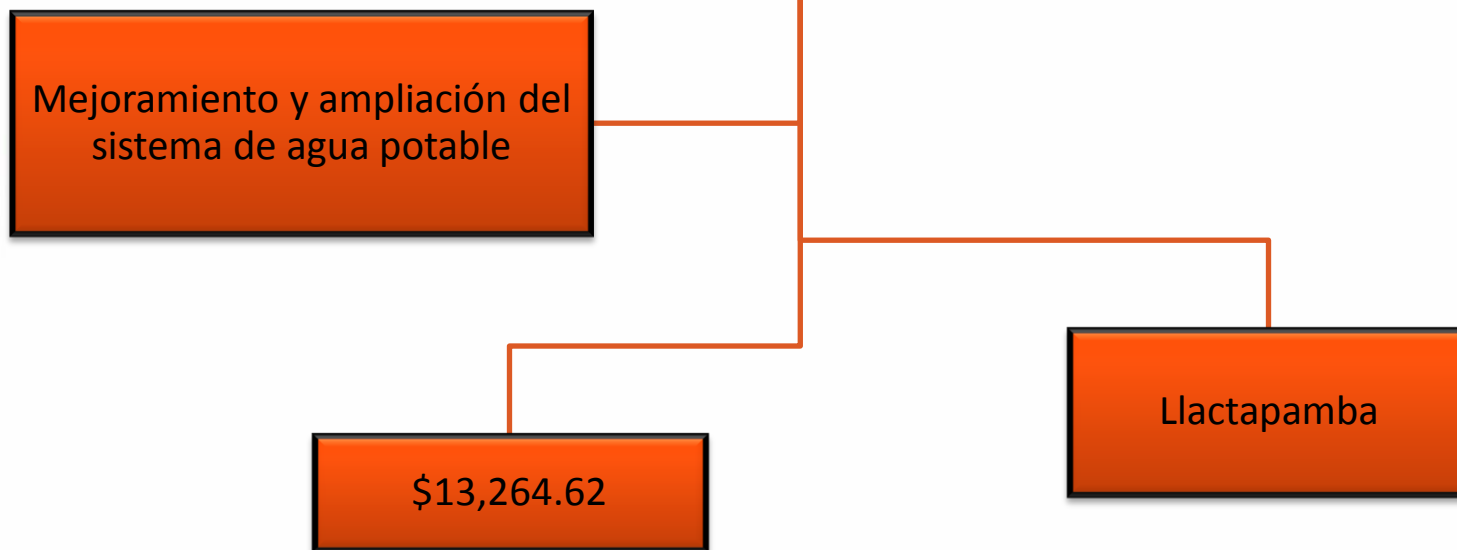 Mejoramiento y ampliación del
sistema de agua potable
Llactapamba
$13,264.62